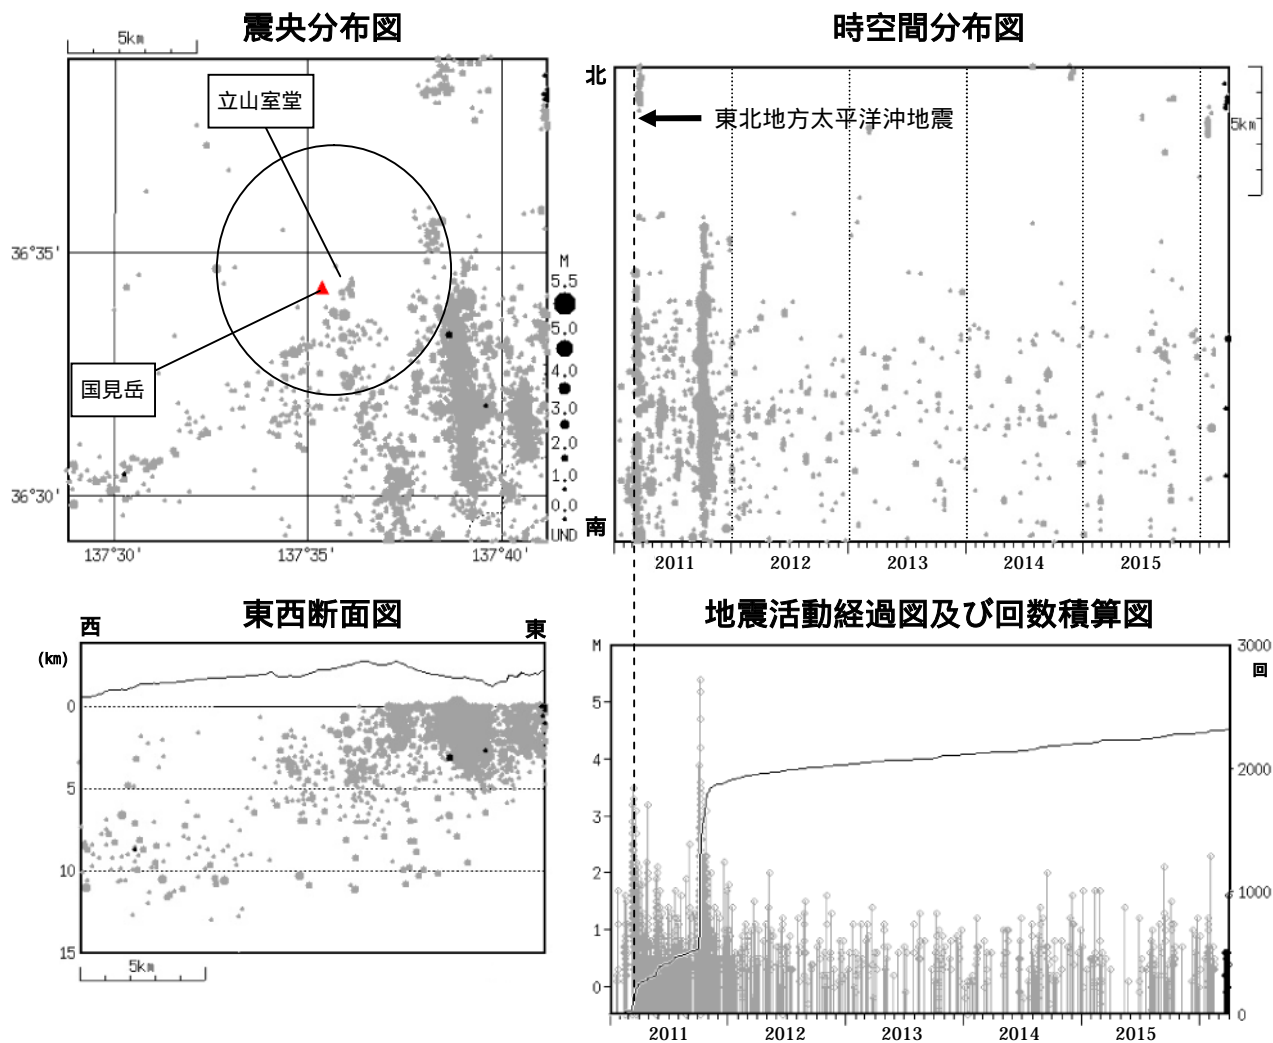 震央分布図
5km
立山室堂
国見岳
36°35'
36°30'
137°30'
137°35'
137°40'
M
5.5
5.0
4.0
3.0
2.0
1.0
0.0
UND
時空間分布図
北
東北地方太平洋沖地震
5km
南
2011
2012
2013
2014
2015
東西断面図
西
東
(km)
0
5
10
15
5km
地震活動経過図及び回数積算図
M
5
4
3
2
1
0
3000
回
2000
1000
0
2011
2012
2013
2014
2015